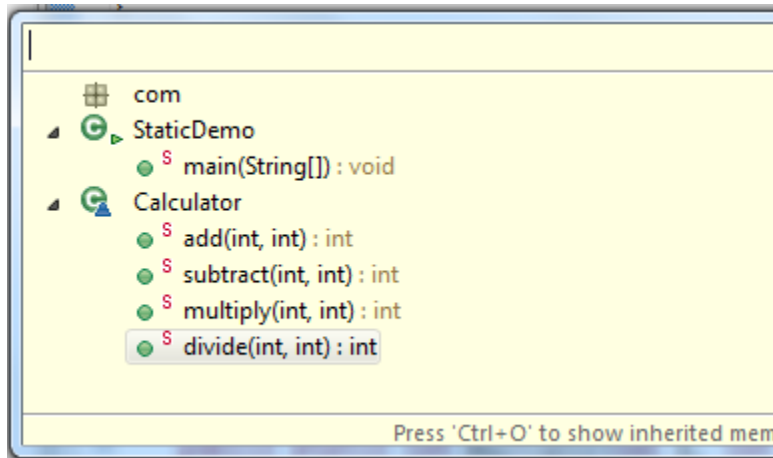 com
StaticDemo
S main(String[]) : void
Calculator
S add(int, int) : int
S subtract(int, int) : int
S multiply(int, int) : int
S divide(int, int) : int
Press 'Ctrl+O' to show inherited mem